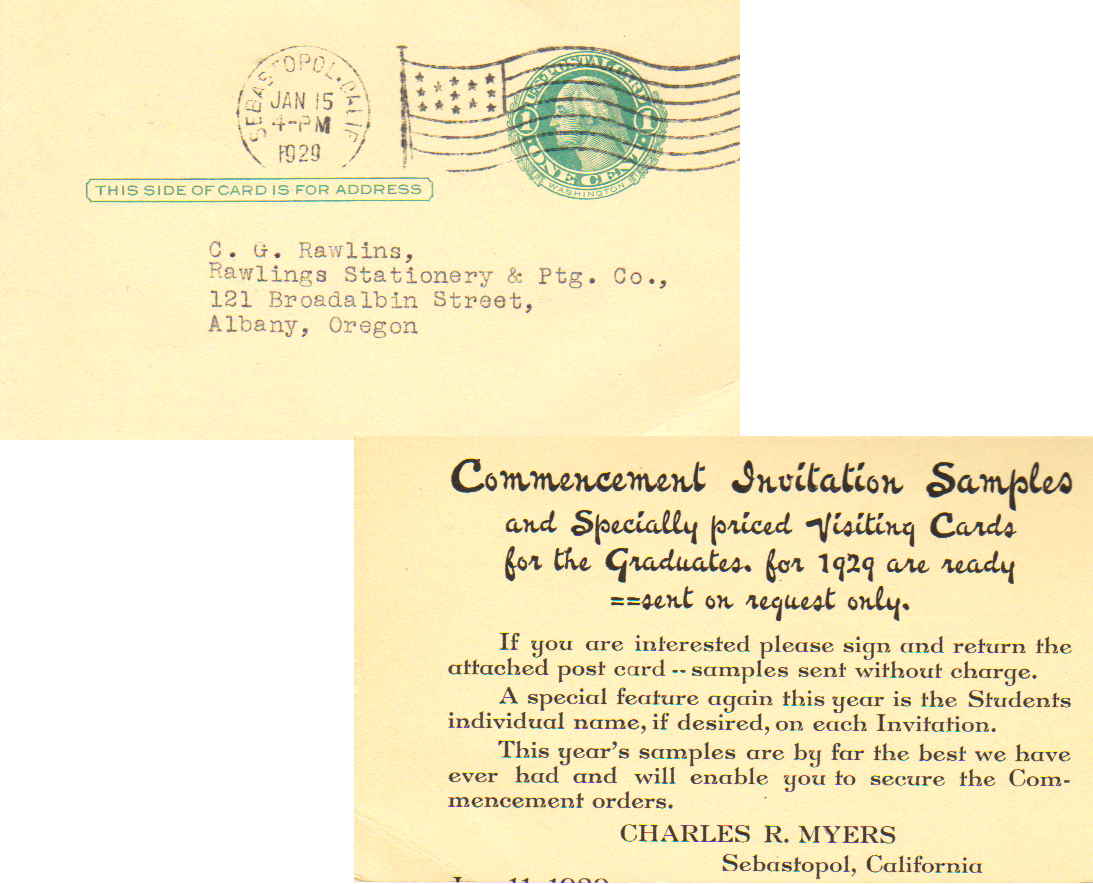 SEBASTOPOL, CALIF
JAN 15
4-PM
1929
U.S. POSTAL CARD
1 1
ONE CENT
WASHINGTON
THIS SIDE OF CARD IS FOR ADDRESS
C. G. Rawlins,
Rawlings Stationery & Ptg. Co.,
121 Broadalbin Street,
Albany, Oregon
Commencement Invitation Samples
and Specially priced Visiting Cards
for the Graduates. for 1929 are ready
==sent on request only.
If you are interested please sign and return the
attached post card -- samples sent without charge.
A special feature again this year is the Students
individual name, if desired, on each Invitation.
This year's samples are by far the best we have
ever had and will enable you to secure the Com-
mencement orders.
CHARLES R. MYERS
Sebastopol, California